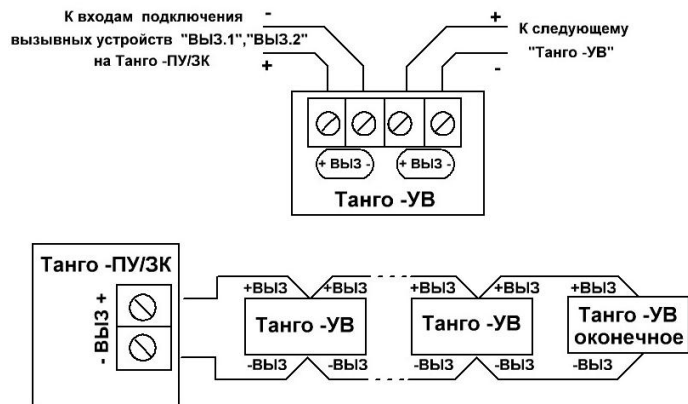 К входам подключения
вызывных устройств "ВЫЗ.1","ВЫЗ.2"
на Танго -ПУ/ЗК
-
+
+
-
К следующему
"Танго -УВ"
+ ВЫЗ - + ВЫЗ -
Танго -УВ
Танго -ПУ/ЗК
- ВЫЗ +
+ВЫЗ +ВЫЗ +ВЫЗ +ВЫЗ +ВЫЗ
Танго -УВ Танго -УВ Танго -УВ
оконечное
-ВЫЗ -ВЫЗ -ВЫЗ -ВЫЗ -ВЫЗ